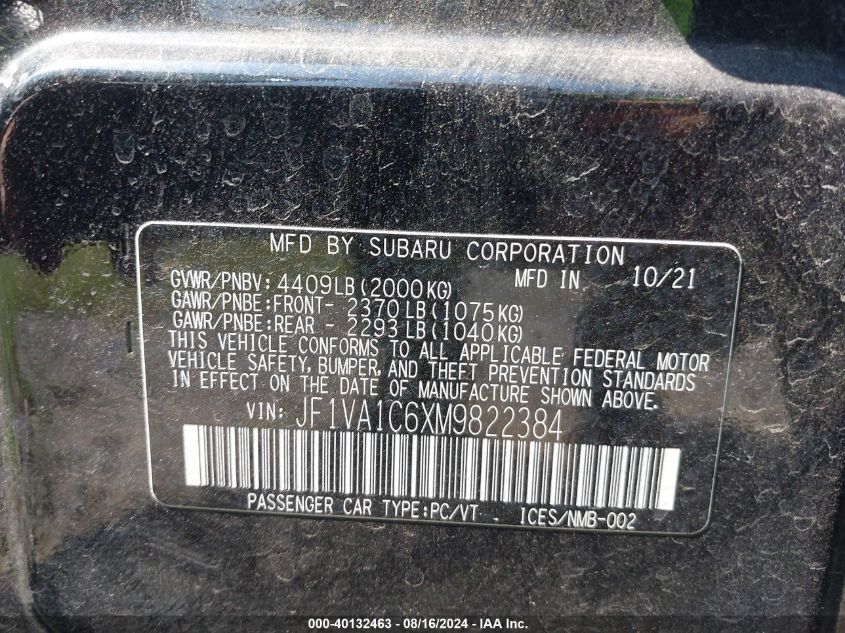 MFD BY SUBARU CORPORATION
GVWR/PNBV: 4409LB(2000KG) MFD IN 10/21
GAWR/PNBE:FRONT- 2370LB(1075KG)
GAWR/PNBE:REAR - 2293LB(1040KG)
THIS VEHICLE CONFORMS TO ALL APPLICABLE FEDERAL MOTOR
VEHICLE SAFETY, BUMPER, AND THEFT PREVENTION STANDARDS
IN EFFECT ON THE DATE OF MANUFACTURE SHOWN ABOVE.
VIN: JF1VA1C6XM9822384
PASSENGER CAR TYPE:PC/VT . ICES/NMB-002
000-40132463 - 08/16/2024 - IAA Inc.